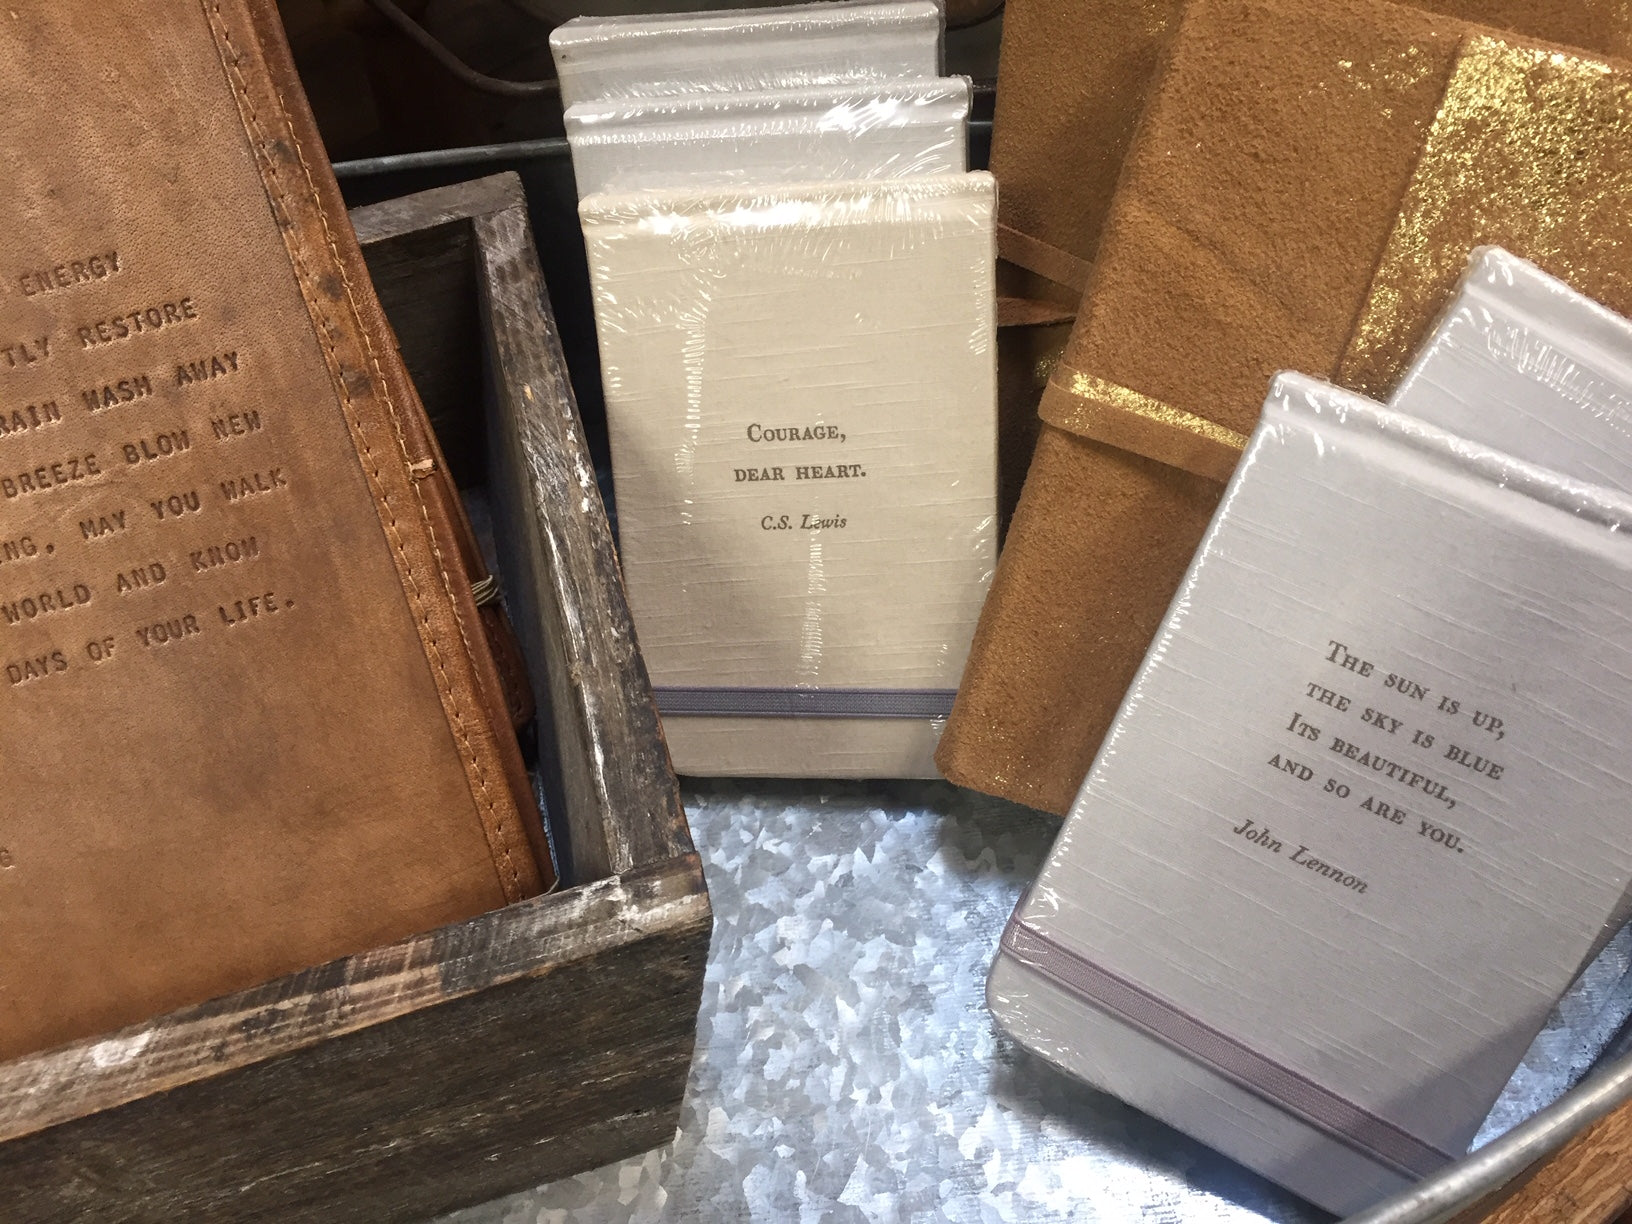 ENERGY
TLY RESTORE
RAIN WASH AWAY
BREEZE BLOW NEW
NG. MAY YOU WALK
WORLD AND KNOW
DAYS OF YOUR LIFE.
G
COURAGE,
DEAR HEART.
C.S. Lewis
THE SUN IS UP,
THE SKY IS BLUE
ITS BEAUTIFUL,
AND SO ARE YOU.
John Lennon